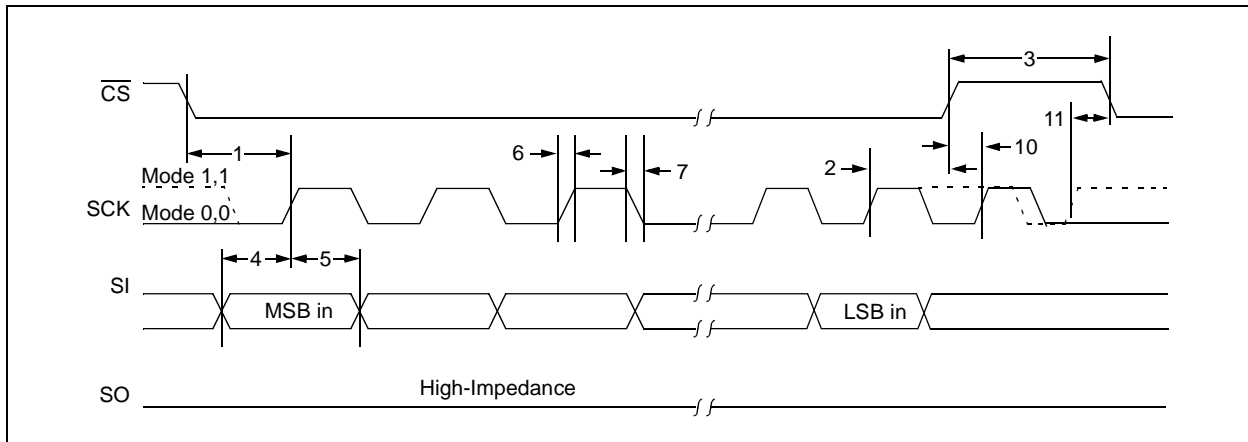 3
CS
11
1
6
7
2
10
Mode 1,1
SCK
Mode 0,0
4
5
SI
MSB in
LSB in
SO
High-Impedance